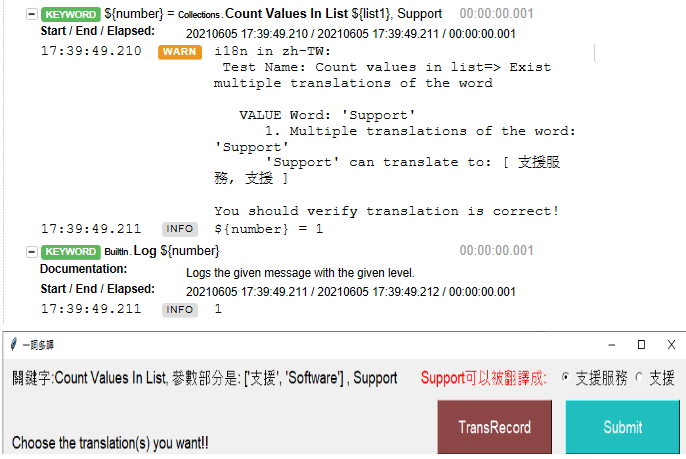 KEYWORD ${number} = Collections.Count Values In List ${list1}, Support 00:00:00.001
Start / End / Elapsed: 20210605 17:39:49.210 / 20210605 17:39:49.211 / 00:00:00.001
17:39:49.210 WARN i18n in zh-TW:
Test Name: Count values in list=> Exist
multiple translations of the word
VALUE Word: 'Support'
1. Multiple translations of the word:
'Support'
'Support' can translate to: [ 支援服
務, 支援 ]
You should verify translation is correct!
17:39:49.211 INFO ${number} = 1
KEYWORD BuiltIn.Log ${number} 00:00:00.001
Documentation: Logs the given message with the given level.
Start / End / Elapsed: 20210605 17:39:49.211 / 20210605 17:39:49.212 / 00:00:00.001
17:39:49.211 INFO 1
一詞多譯
關鍵字:Count Values In List, 參數部分是: ['支援', 'Software'] , Support Support可以被翻譯成: 支援服務 支援
TransRecord Submit
Choose the translation(s) you want!!